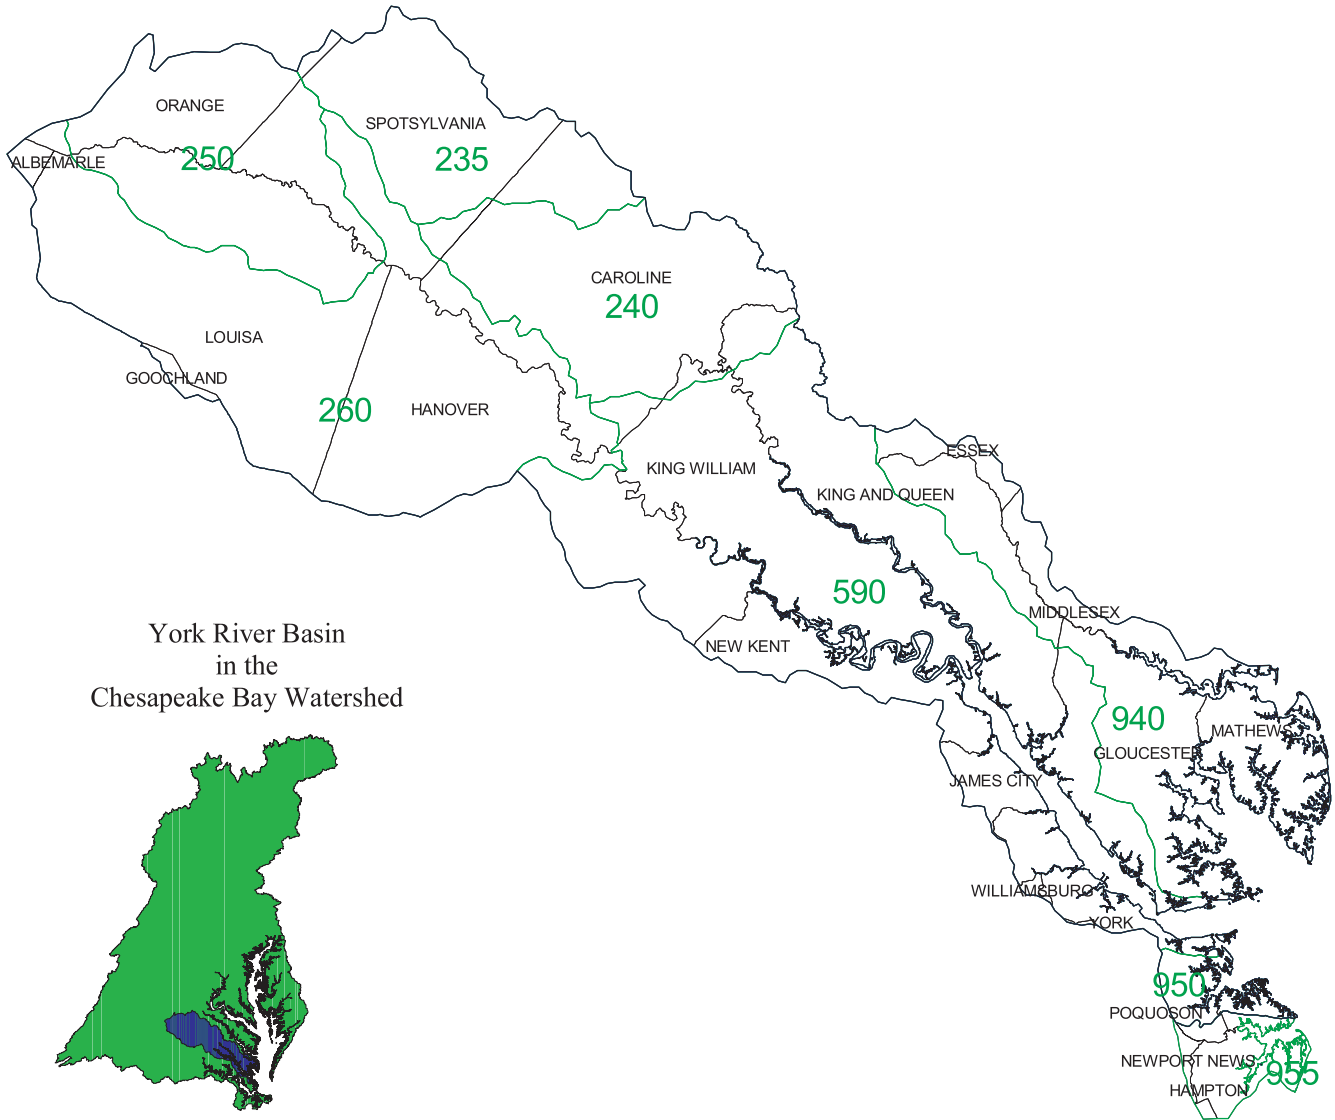 ORANGE
SPOTSYLVANIA
ALBEMARLE
250
235
CAROLINE
240
LOUISA
GOOCHLAND
260
HANOVER
ESSEX
KING WILLIAM
KING AND QUEEN
590
MIDDLESEX
NEW KENT
York River Basin
in the
Chesapeake Bay Watershed
940
MATHEWS
GLOUCESTER
JAMES CITY
WILLIAMSBURG
YORK
950
POQUOSON
NEWPORT NEWS
955
HAMPTON